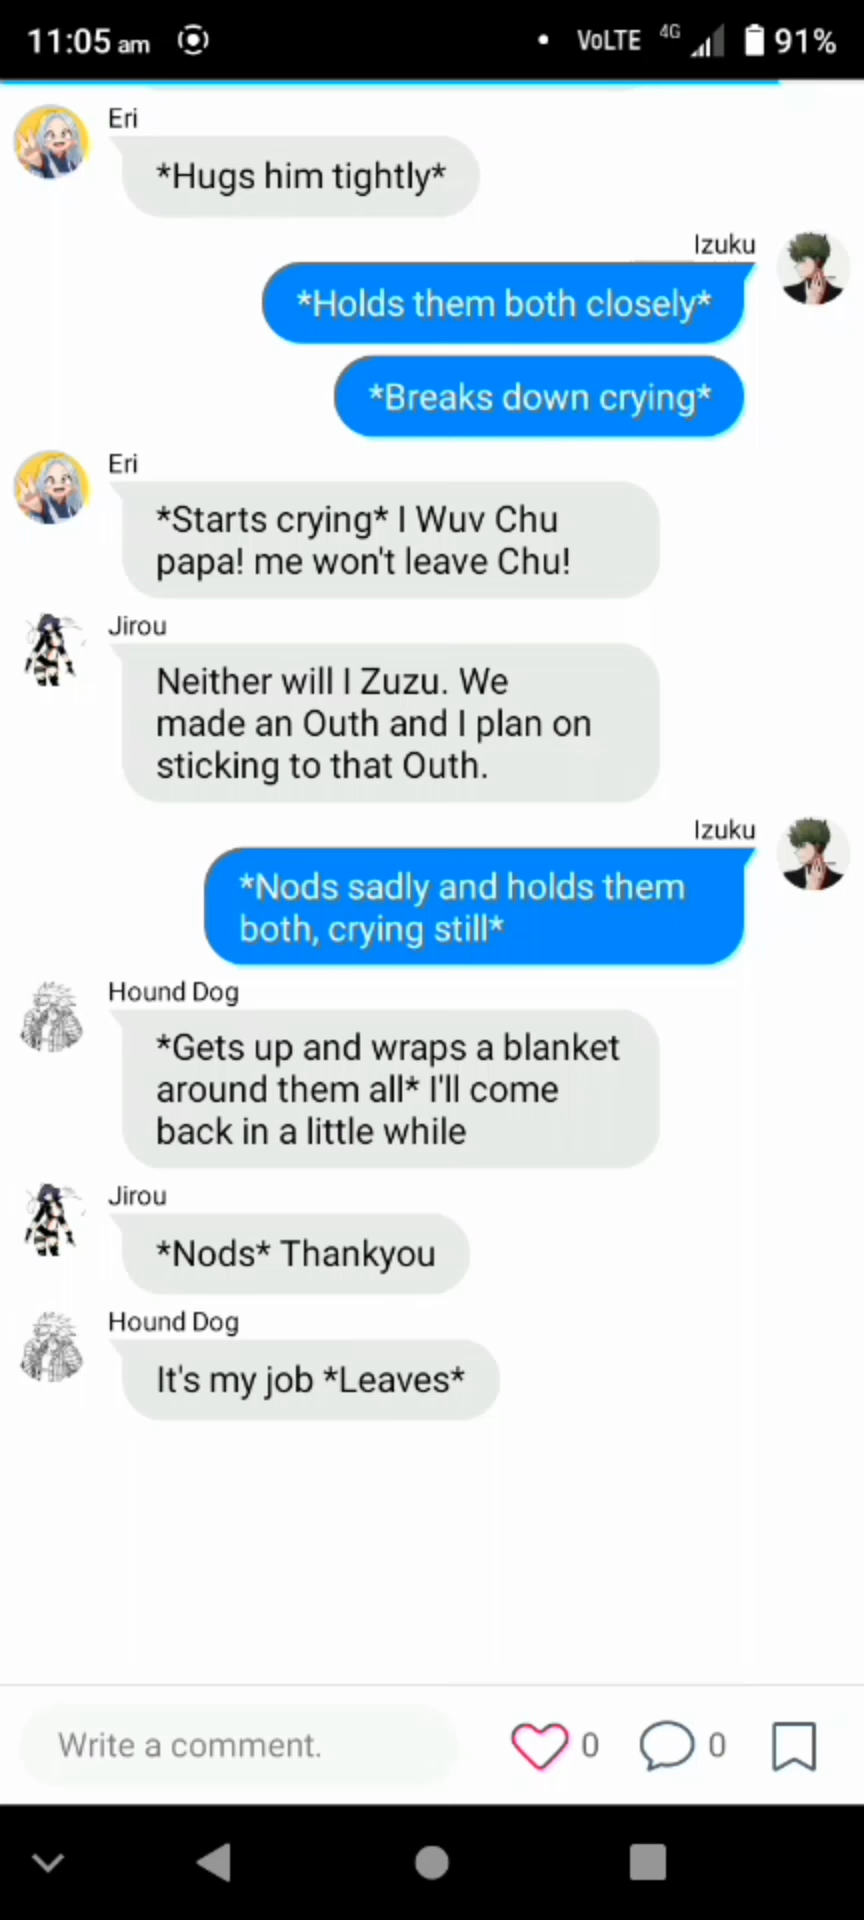 11:05 am
VoLTE 4G 91%
Eri
*Hugs him tightly*
Izuku
*Holds them both closely*
*Breaks down crying*
Eri
*Starts crying* I Wuv Chu
papa! me won't leave Chu!
Jirou
Neither will I Zuzu. We
made an Outh and I plan on
sticking to that Outh.
Izuku
*Nods sadly and holds them
both, crying still*
Hound Dog
*Gets up and wraps a blanket
around them all* I'll come
back in a little while
Jirou
*Nods* Thankyou
Hound Dog
It's my job *Leaves*
Write a comment.
0
0